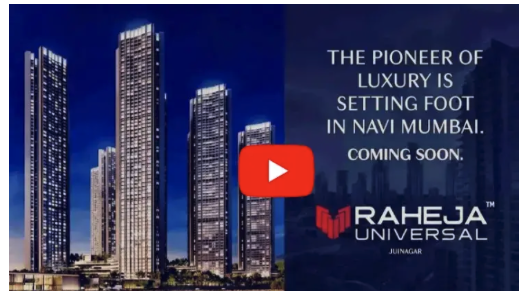 THE PIONEER OF
LUXURY IS
SETTING FOOT
IN NAVI MUMBAI.
COMING SOON.
RAHEJA™
UNIVERSAL
JUINAGAR